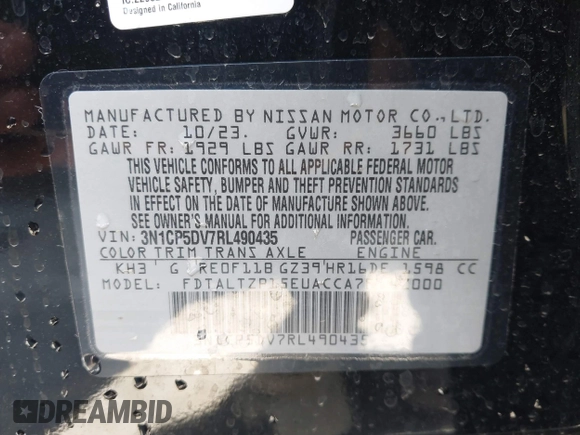 Designed in California
MANUFACTURED BY NISSAN MOTOR CO.,LTD.
DATE: 10/23. GVWR: 3660 LBS
GAWR FR: 1929 LBS GAWR RR: 1731 LBS
THIS VEHICLE CONFORMS TO ALL APPLICABLE FEDERAL MOTOR
VEHICLE SAFETY, BUMPER AND THEFT PREVENTION STANDARDS
IN EFFECT ON THE DATE OF MANUFACTURE SHOWN ABOVE.
SEE OWNER'S MANUAL FOR ADDITIONAL INFORMATION.
VIN: 3N1CP5DV7RL490435 PASSENGER CAR.
COLOR TRIM TRANS AXLE ENGINE
KH3 G RE0F11B GZ39 HR16DE 1598 CC
MODEL:
DREAMBID